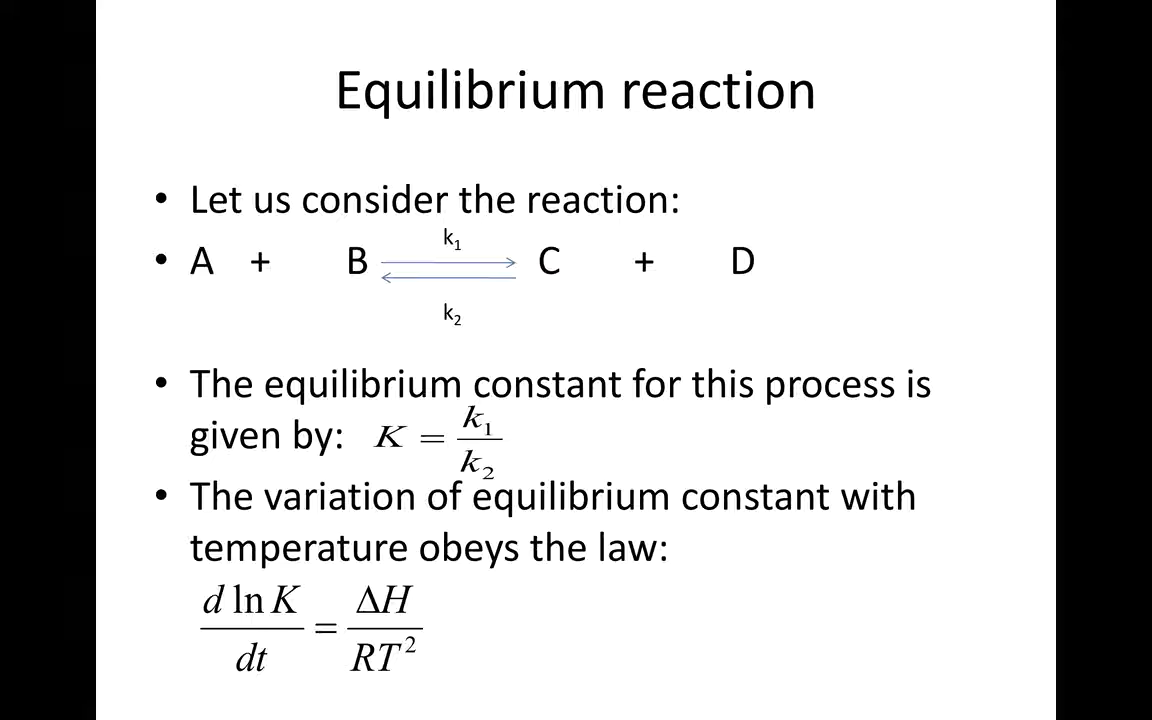 Equilibrium reaction
• Let us consider the reaction:
k₁
• A + B ⇄ C + D
k₂
• The equilibrium constant for this process is
given by: K = k₁/k₂
• The variation of equilibrium constant with
temperature obeys the law:
d ln K/dt = ΔH/RT²